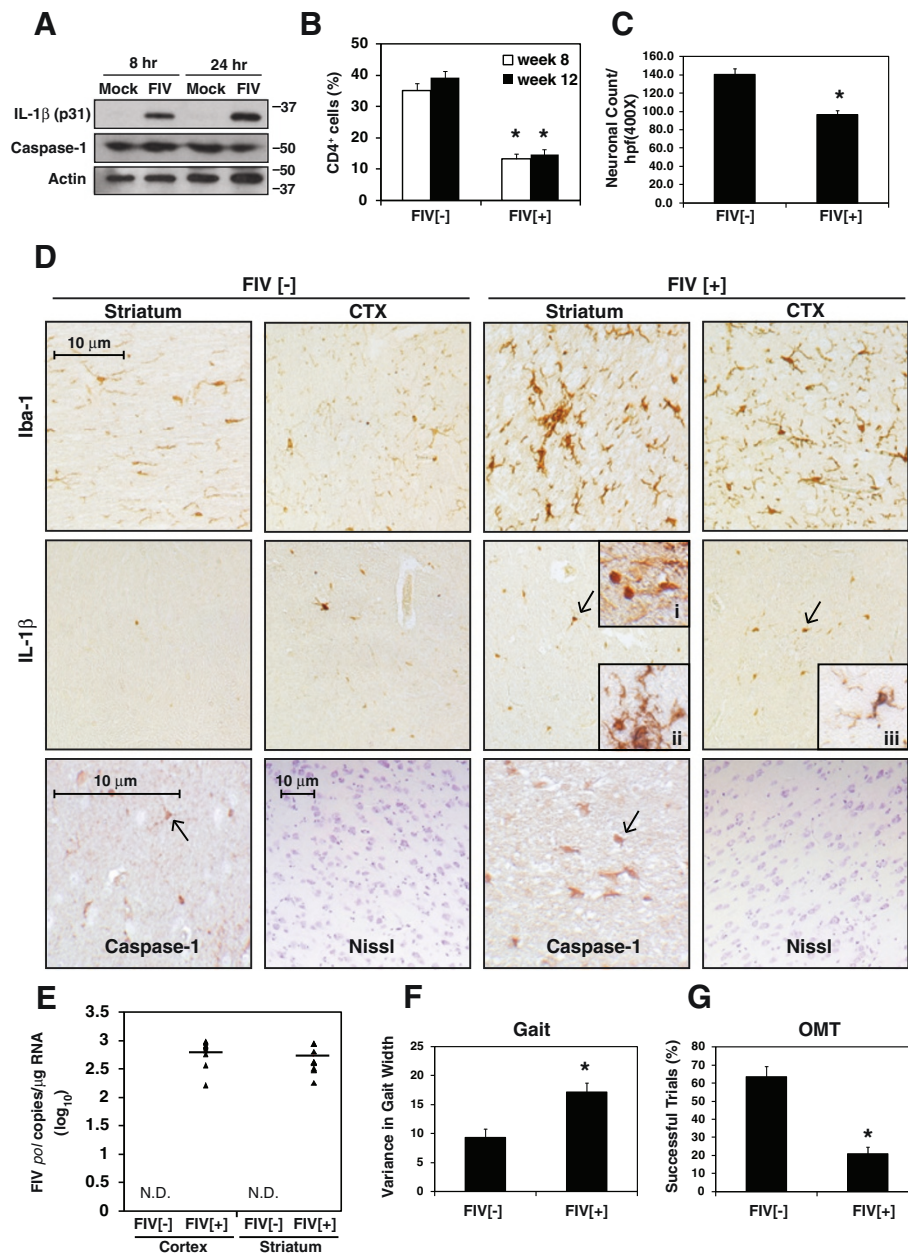 A
8 hr 24 hr
Mock FIV Mock FIV
IL-1β (p31)
–37
Caspase-1
–50
Actin
–50
–37
B
CD4⁺ cells (%)
50
40
30
20
10
0
week 8
week 12
* *
FIV[-] FIV[+]
C
Neuronal Count/
hpf(400X)
160.0
140.0
120.0
100.0
80.0
60.0
40.0
20.0
0.0
*
FIV[-] FIV[+]
D
FIV [-] FIV [+]
Striatum CTX Striatum CTX
Iba-1
10 μm
IL-1β
i
ii
iii
10 μm
10 μm
Caspase-1 Nissl Caspase-1 Nissl
E
FIV pol copies/μg RNA
(log₁₀)
3.5
3
2.5
2
1.5
1
0.5
0
N.D. N.D.
FIV[-] FIV[+] FIV[-] FIV[+]
Cortex Striatum
F
Gait
Variance in Gait Width
25
20
15
10
5
0
*
FIV[-] FIV[+]
G
OMT
Successful Trials (%)
80
70
60
50
40
30
20
10
0
*
FIV[-] FIV[+]